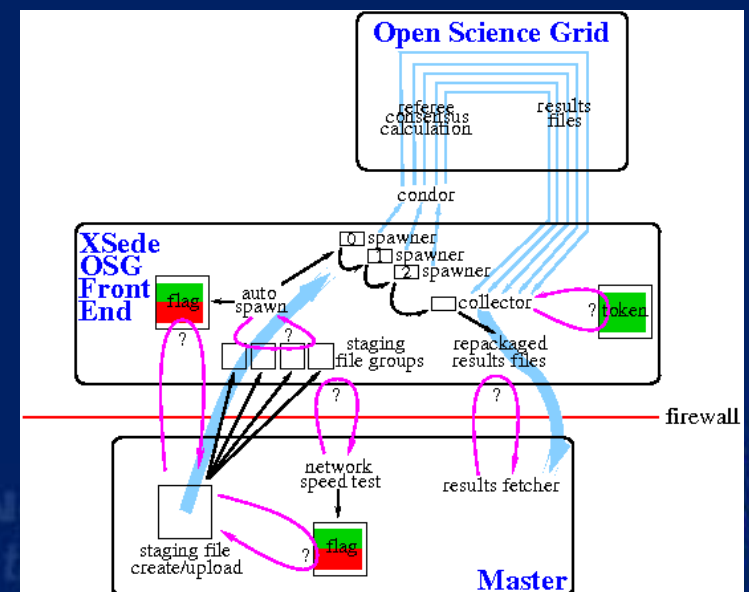 Open Science Grid
referee
consensus
calculation
results
files
condor
XSede
OSG
Front
End
0 spawner
1 spawner
2 spawner
flag
auto
spawn
collector
? token
?
?
staging
file groups
repackaged
results files
?
?
firewall
network
speed test
results fetcher
staging file
create/upload
? flag
Master